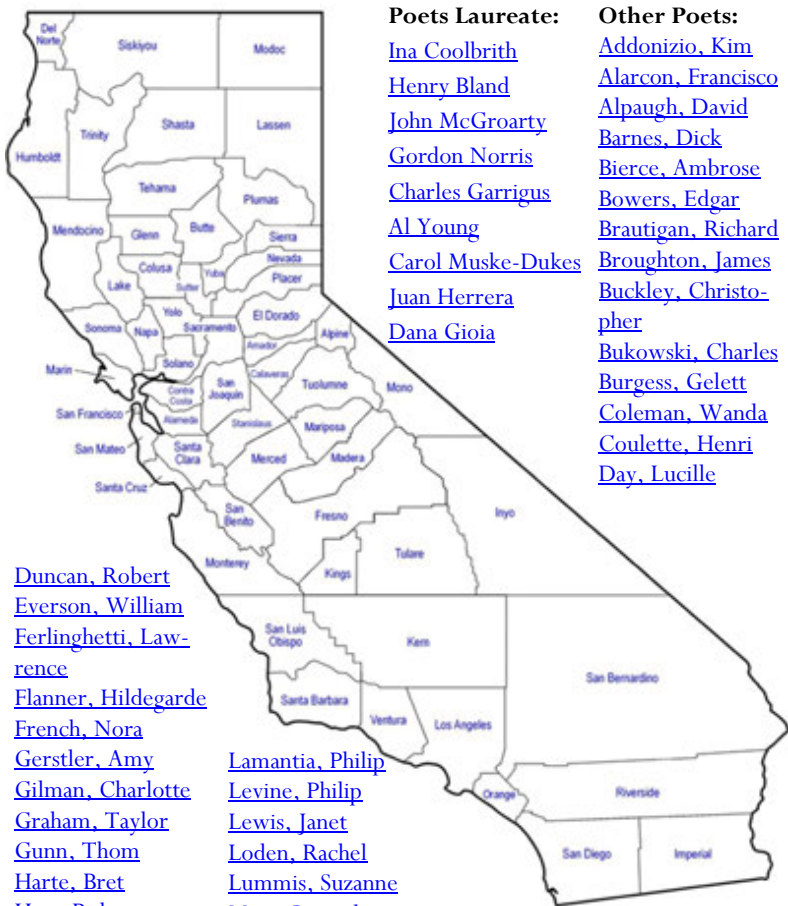 Poets Laureate:
Ina Coolbrith
Henry Bland
John McGroarty
Gordon Norris
Charles Garrigus
Al Young
Carol Muske-Dukes
Juan Herrera
Dana Gioia
Other Poets:
Addonizio, Kim
Alarcon, Francisco
Alpaugh, David
Barnes, Dick
Bierce, Ambrose
Bowers, Edgar
Brautigan, Richard
Broughton, James
Buckley, Christo-
pher
Bukowski, Charles
Burgess, Gelett
Coleman, Wanda
Coulette, Henri
Day, Lucille
Del
Norte
Siskiyou
Modoc
Humboldt
Trinity
Shasta
Lassen
Tehama
Plumas
Mendocino
Glenn
Butte
Sierra
Nevada
Placer
Lake
Colusa
Sutter
Yuba
Sonoma
Napa
Yolo
Sacramento
El Dorado
Alpine
Amador
Marin
Solano
Calaveras
Contra
Costa
San
Joaquin
Tuolumne
Mono
San Francisco
Alameda
Stanislaus
Mariposa
San Mateo
Santa
Clara
Merced
Madera
Santa Cruz
San
Benito
Fresno
Inyo
Monterey
Kings
Tulare
San Luis
Obispo
Kern
San Bernardino
Santa Barbara
Ventura
Los Angeles
Orange
Riverside
San Diego
Imperial
Duncan, Robert
Everson, William
Ferlinghetti, Law-
rence
Flanner, Hildegarde
French, Nora
Gerstler, Amy
Gilman, Charlotte
Graham, Taylor
Gunn, Thom
Harte, Bret
Lamantia, Philip
Levine, Philip
Lewis, Janet
Loden, Rachel
Lummis, Suzanne